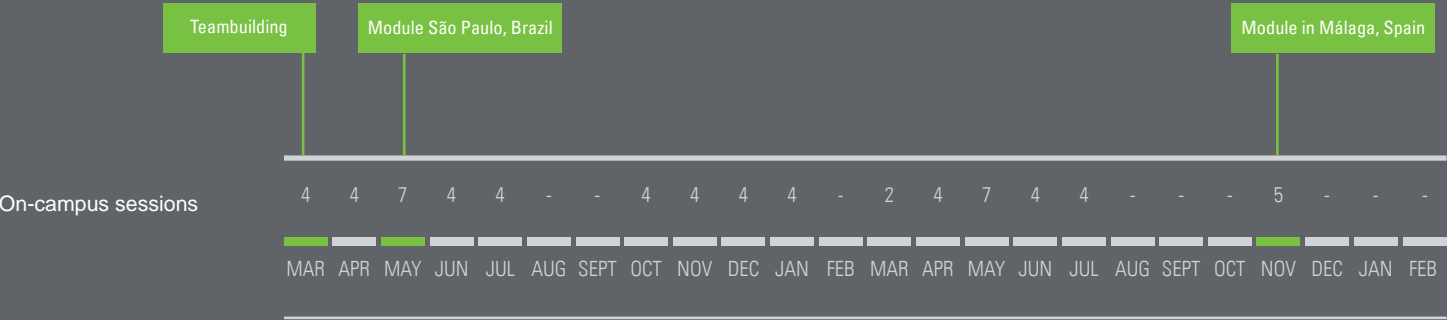 Teambuilding
Module São Paulo, Brazil
Module in Málaga, Spain
On-campus sessions 4 4 7 4 4 - - 4 4 4 4 - 2 4 7 4 4 - - - 5 - - -
MAR APR MAY JUN JUL AUG SEPT OCT NOV DEC JAN FEB MAR APR MAY JUN JUL AUG SEPT OCT NOV DEC JAN FEB